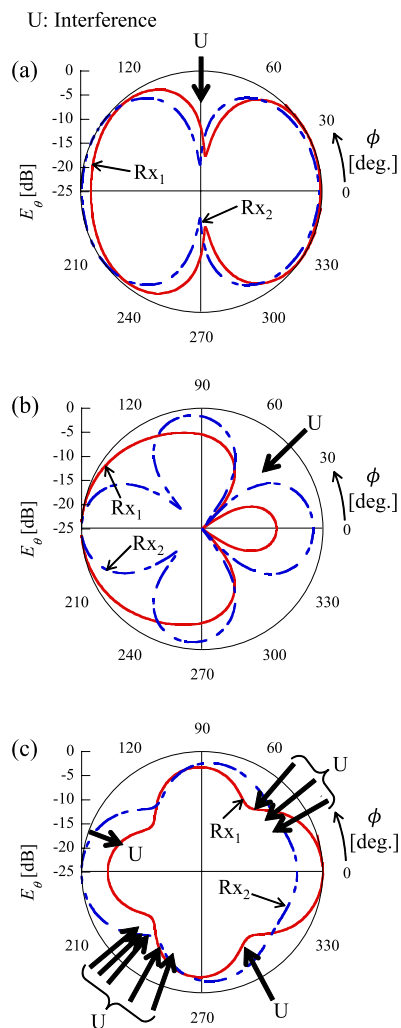 U: Interference
U
(a)
0
-5
-10
-15
-20
-25
E_θ [dB]
120
60
30
ϕ
[deg.]
0
Rx1
Rx2
210
330
240
300
270
90
(b)
0
-5
-10
-15
-20
-25
E_θ [dB]
120
60
U
30
ϕ
[deg.]
0
Rx1
Rx2
210
330
240
300
270
90
(c)
0
-5
-10
-15
-20
-25
E_θ [dB]
120
60
U
30
ϕ
[deg.]
0
Rx1
U
Rx2
210
330
240
300
U
U
270